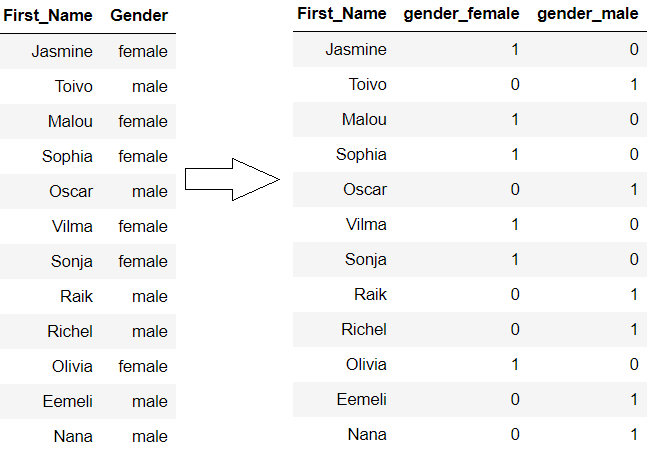 First_Name Gender
Jasmine female
Toivo male
Malou female
Sophia female
Oscar male
Vilma female
Sonja female
Raik male
Richel male
Olivia female
Eemeli male
Nana male
First_Name gender_female gender_male
Jasmine 1 0
Toivo 0 1
Malou 1 0
Sophia 1 0
Oscar 0 1
Vilma 1 0
Sonja 1 0
Raik 0 1
Richel 0 1
Olivia 1 0
Eemeli 0 1
Nana 0 1